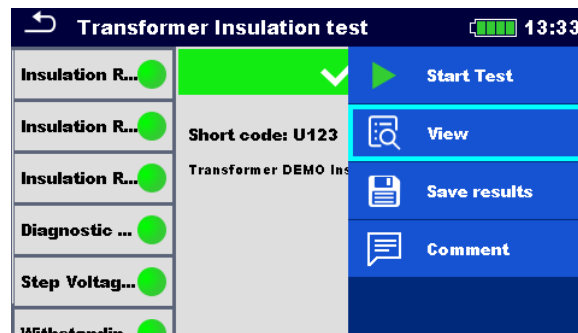 Transformer Insulation test
13:33
Insulation R...
Insulation R...
Insulation R...
Diagnostic ...
Step Voltag...
Short code: U123
Transformer DEMO Ins
Start Test
View
Save results
Comment